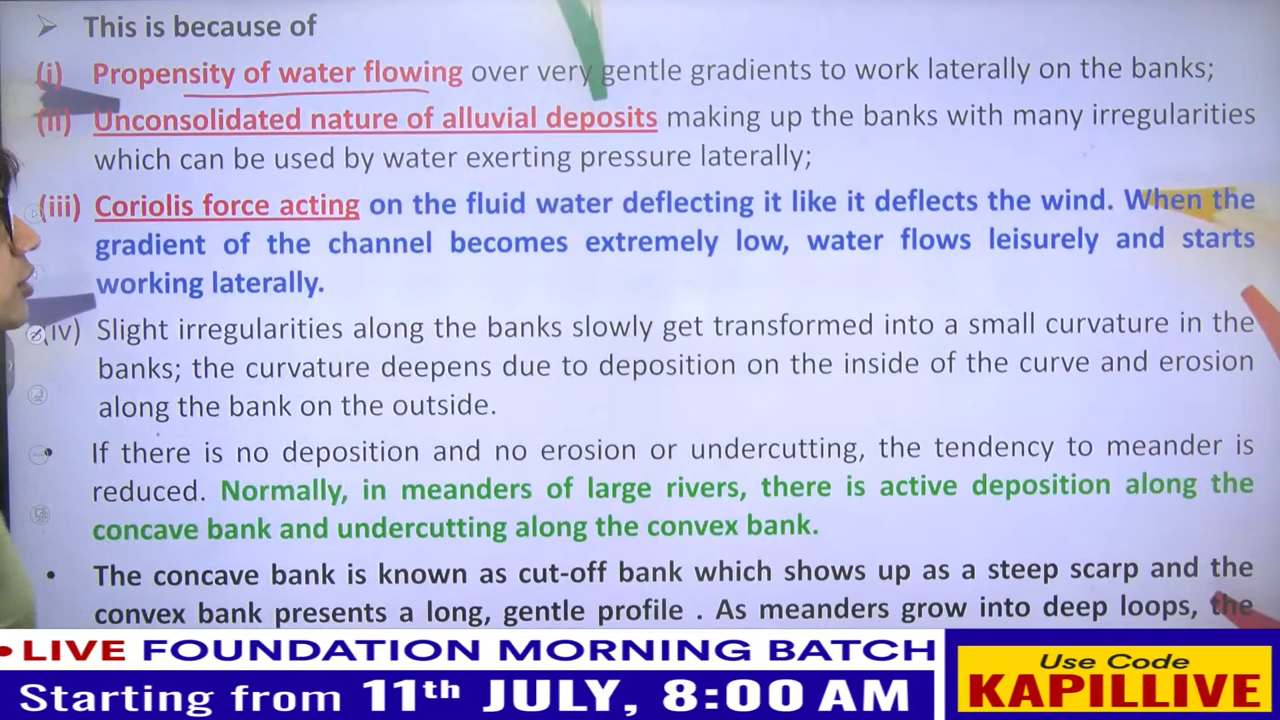 ➢ This is because of
(i) Propensity of water flowing over very gentle gradients to work laterally on the banks;
(ii) Unconsolidated nature of alluvial deposits making up the banks with many irregularities
which can be used by water exerting pressure laterally;
(iii) Coriolis force acting on the fluid water deflecting it like it deflects the wind. When the
gradient of the channel becomes extremely low, water flows leisurely and starts
working laterally.
(iv) Slight irregularities along the banks slowly get transformed into a small curvature in the
banks; the curvature deepens due to deposition on the inside of the curve and erosion
along the bank on the outside.
• If there is no deposition and no erosion or undercutting, the tendency to meander is
reduced. Normally, in meanders of large rivers, there is active deposition along the
concave bank and undercutting along the convex bank.
• The concave bank is known as cut-off bank which shows up as a steep scarp and the
convex bank presents a long, gentle profile . As meanders grow into deep loops, the
• LIVE FOUNDATION MORNING BATCH
Starting from 11th JULY, 8:00 AM
Use Code
KAPILLIVE